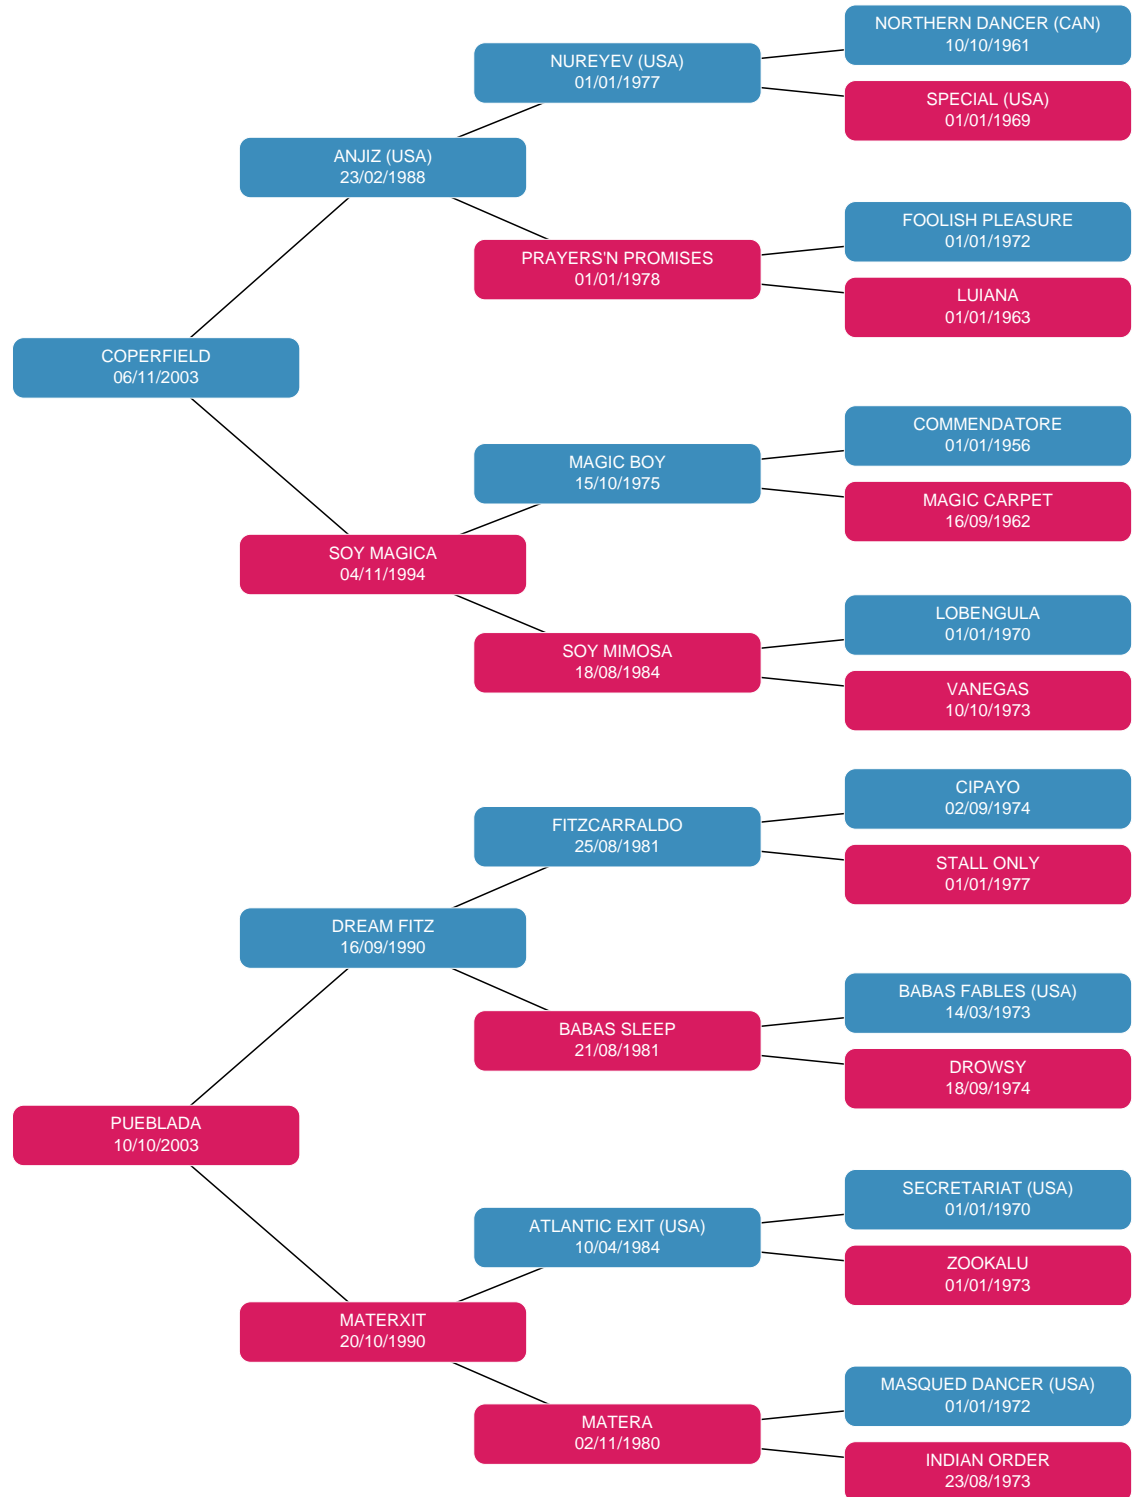 NORTHERN DANCER (CAN)
10/10/1961
NUREYEV (USA)
01/01/1977
SPECIAL (USA)
01/01/1969
ANJIZ (USA)
23/02/1988
FOOLISH PLEASURE
01/01/1972
PRAYERS'N PROMISES
01/01/1978
LUIANA
01/01/1963
COPERFIELD
06/11/2003
COMMENDATORE
01/01/1956
MAGIC BOY
15/10/1975
MAGIC CARPET
16/09/1962
SOY MAGICA
04/11/1994
LOBENGULA
01/01/1970
SOY MIMOSA
18/08/1984
VANEGAS
10/10/1973
CIPAYO
02/09/1974
FITZCARRALDO
25/08/1981
STALL ONLY
01/01/1977
DREAM FITZ
16/09/1990
BABAS FABLES (USA)
14/03/1973
BABAS SLEEP
21/08/1981
DROWSY
18/09/1974
PUEBLADA
10/10/2003
SECRETARIAT (USA)
01/01/1970
ATLANTIC EXIT (USA)
10/04/1984
ZOOKALU
01/01/1973
MATERXIT
20/10/1990
MASQUED DANCER (USA)
01/01/1972
MATERA
02/11/1980
INDIAN ORDER
23/08/1973